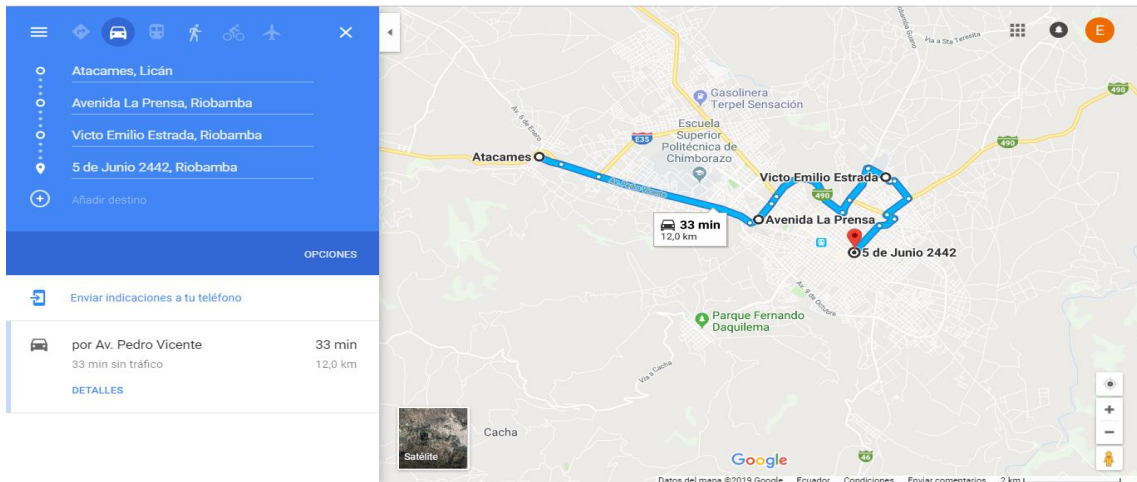 Atacames, Licán
Avenida La Prensa, Riobamba
Victo Emilio Estrada, Riobamba
5 de Junio 2442, Riobamba
Añadir destino
OPCIONES
Enviar indicaciones a tu teléfono
por Av. Pedro Vicente 33 min
33 min sin tráfico 12,0 km
DETALLES
Satélite
Vía a Sta Teresita
E
490
Gasolinera
Terpel Sensación
Av. 6 de Enero
E35
Escuela
Superior
Politécnica de
Chimborazo
490
Atacames
Victo Emilio Estrada
490
Avenida La Prensa
33 min
12,0 km
5 de Junio 2442
Av. 9 de Octubre
Parque Fernando
Daquilema
Vía a Cacha
Cacha
Google
46
Datos del mapa ©2019 Google Ecuador Condiciones Enviar comentarios 2 km